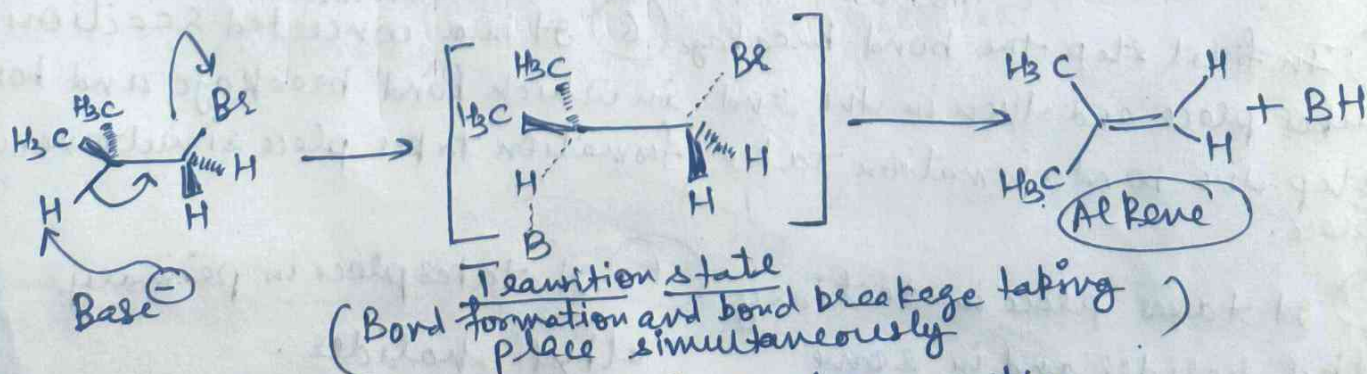 H₃C
H₃C
Br
H
H
H
Base ⊖
H₃C
H₃C
Br
H
H
H
B
H₃C
H₃C
H
H
+ BH
Alkene
Transition state
(Bond formation and bond breakage taking
place simultaneously)